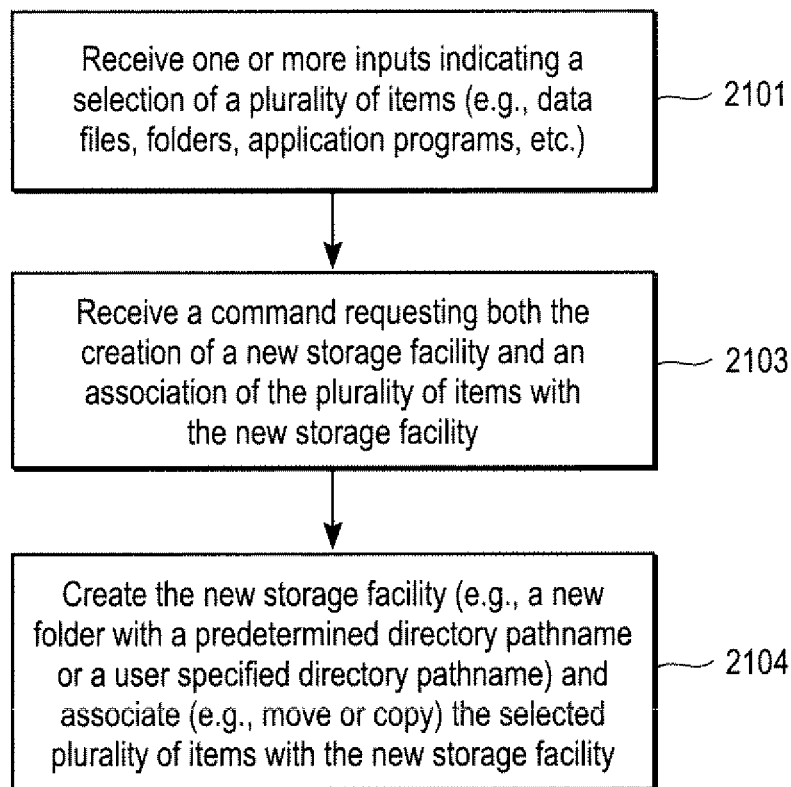 Receive one or more inputs indicating a
selection of a plurality of items (e.g., data
files, folders, application programs, etc.)
2101
Receive a command requesting both the
creation of a new storage facility and an
association of the plurality of items with
the new storage facility
2103
Create the new storage facility (e.g., a new
folder with a predetermined directory pathname
or a user specified directory pathname) and
associate (e.g., move or copy) the selected
plurality of items with the new storage facility
2104